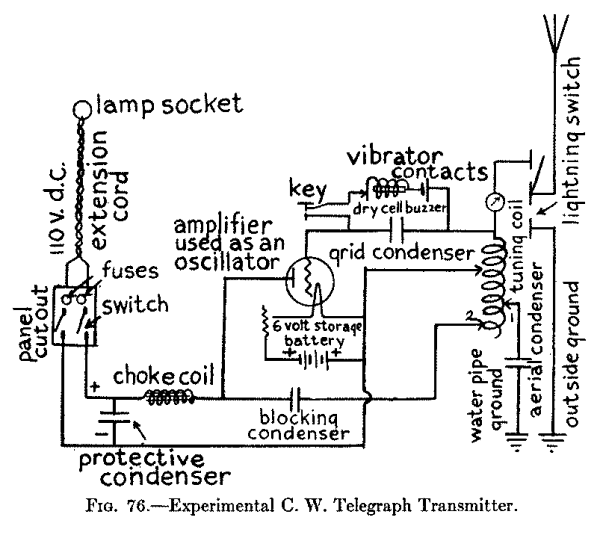 lamp socket
110 v. d.c.
extension
cord
fuses
switch
panel
cutout
+
choke coil
−
protective
condenser
amplifier
used as an
oscillator
key
vibrator
contacts
dry cell buzzer
grid condenser
6 volt storage
battery
+ +
blocking
condenser
tuning coil
1
2
lightning switch
aerial condenser
water pipe
ground
outside ground
FIG. 76.—Experimental C. W. Telegraph Transmitter.